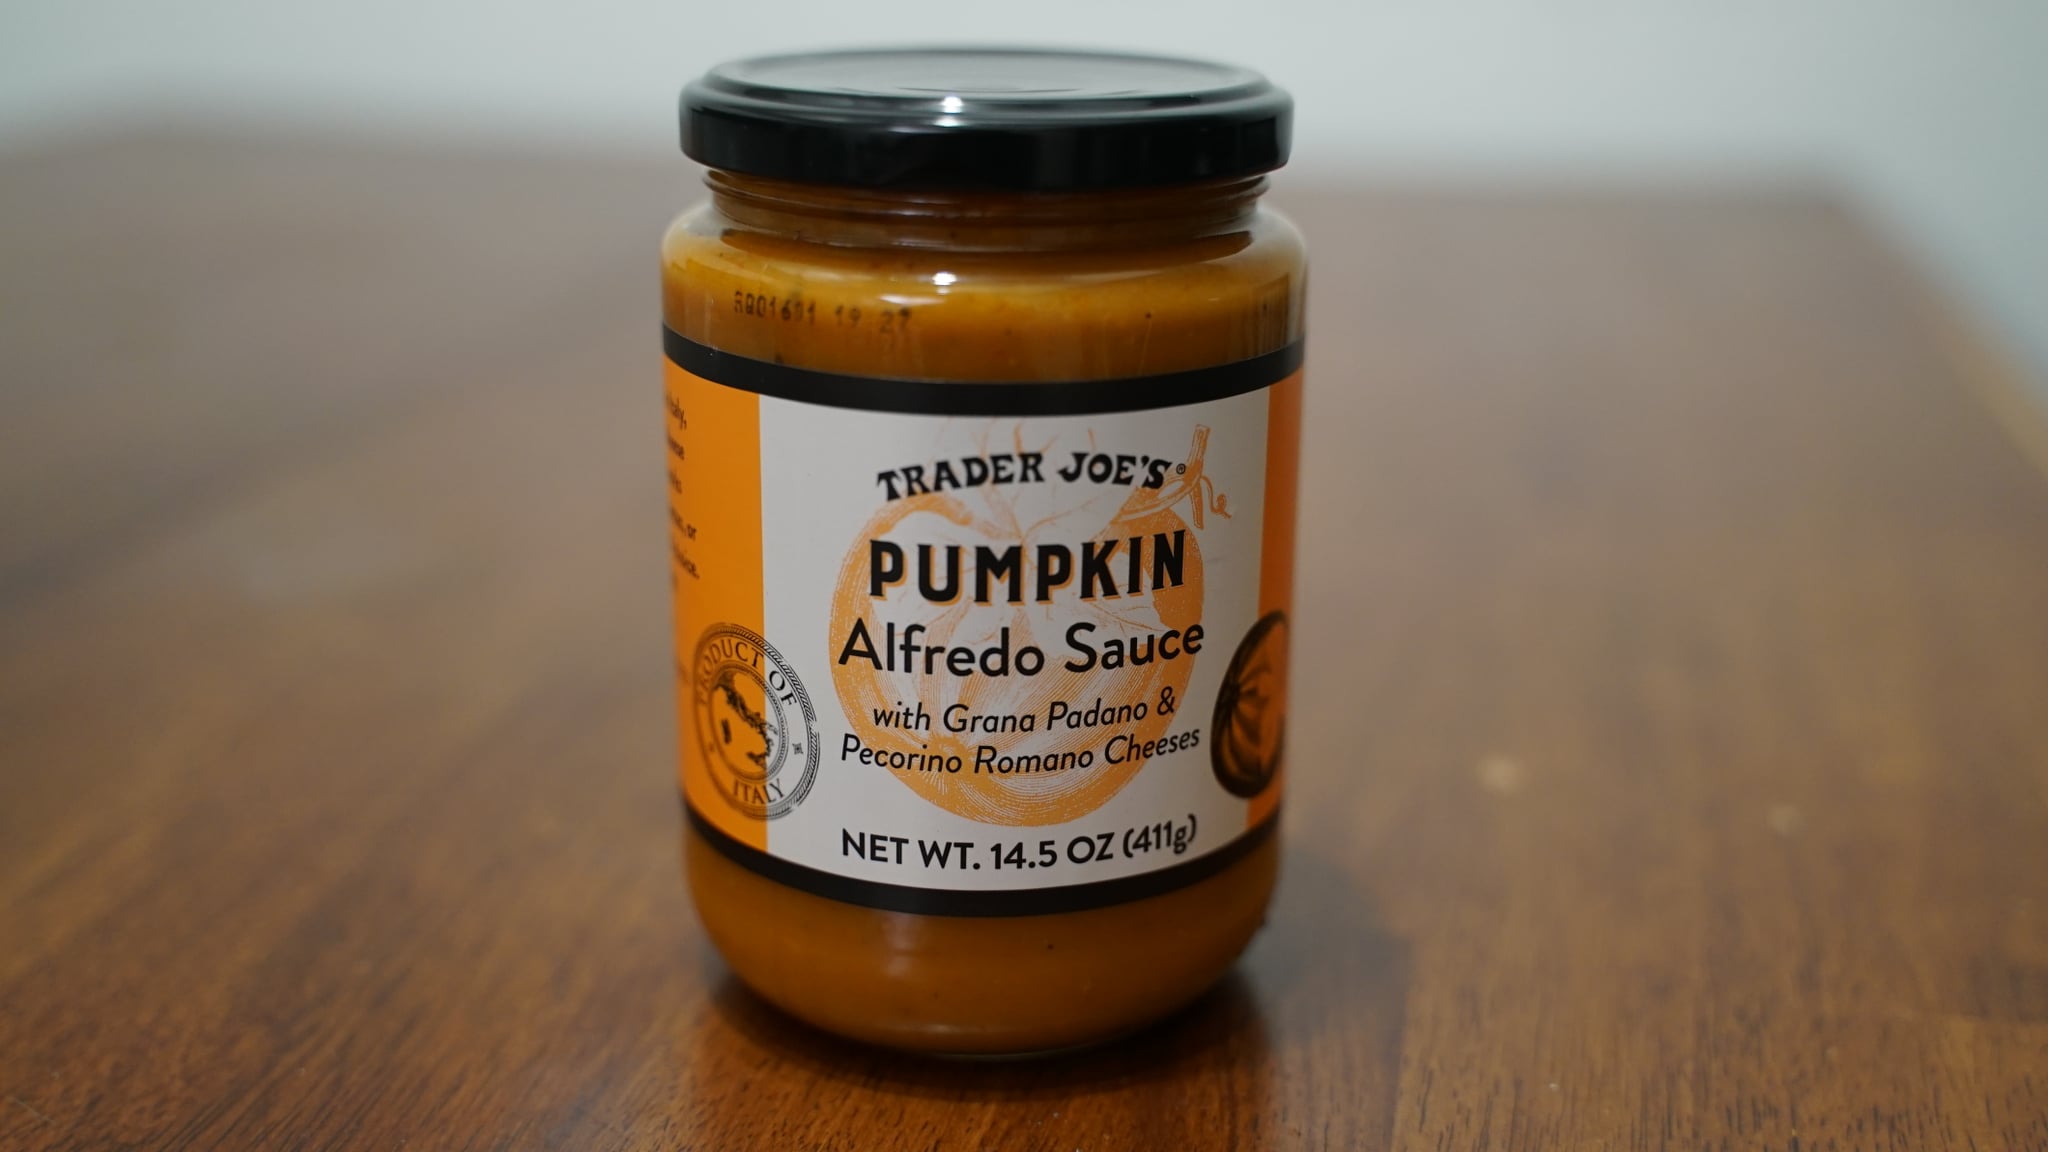 TRADER JOE'S®
PUMPKIN
Alfredo Sauce
with Grana Padano &
Pecorino Romano Cheeses
NET WT. 14.5 OZ (411g)
PRODUCT OF
ITALY